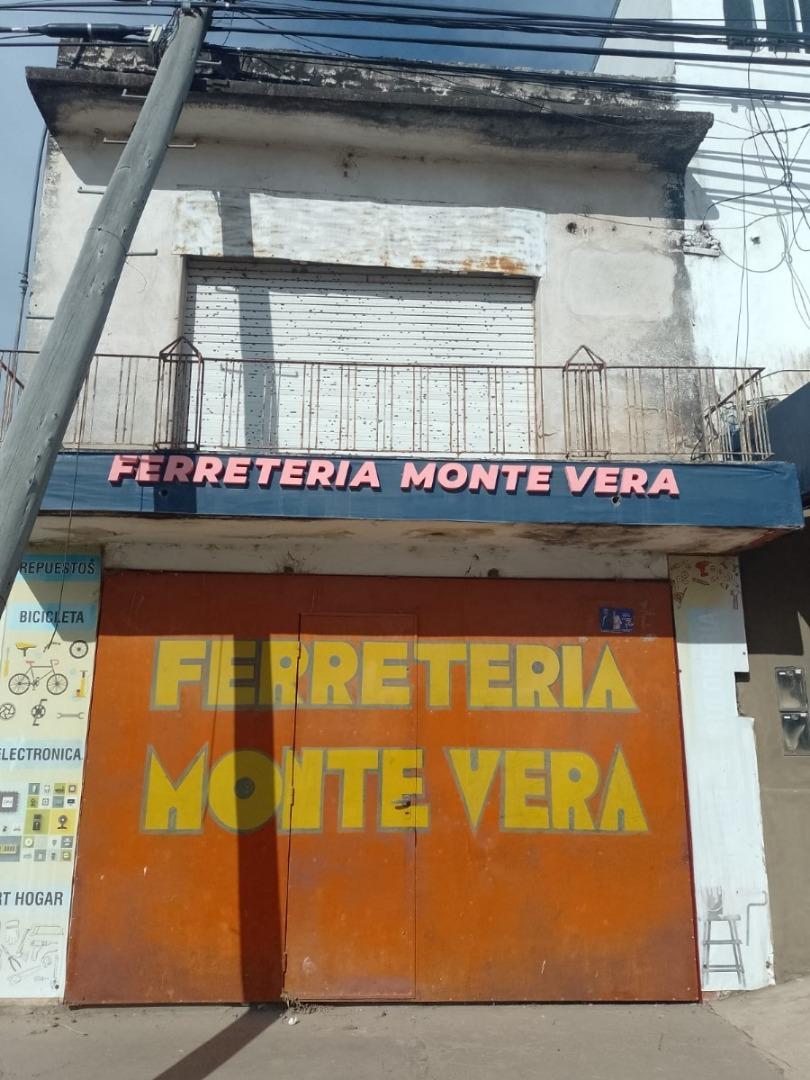 FERRETERIA MONTE VERA
REPUESTOS
BICICLETA
ELECTRONICA
RT HOGAR
FERRETERIA
MONTE VERA